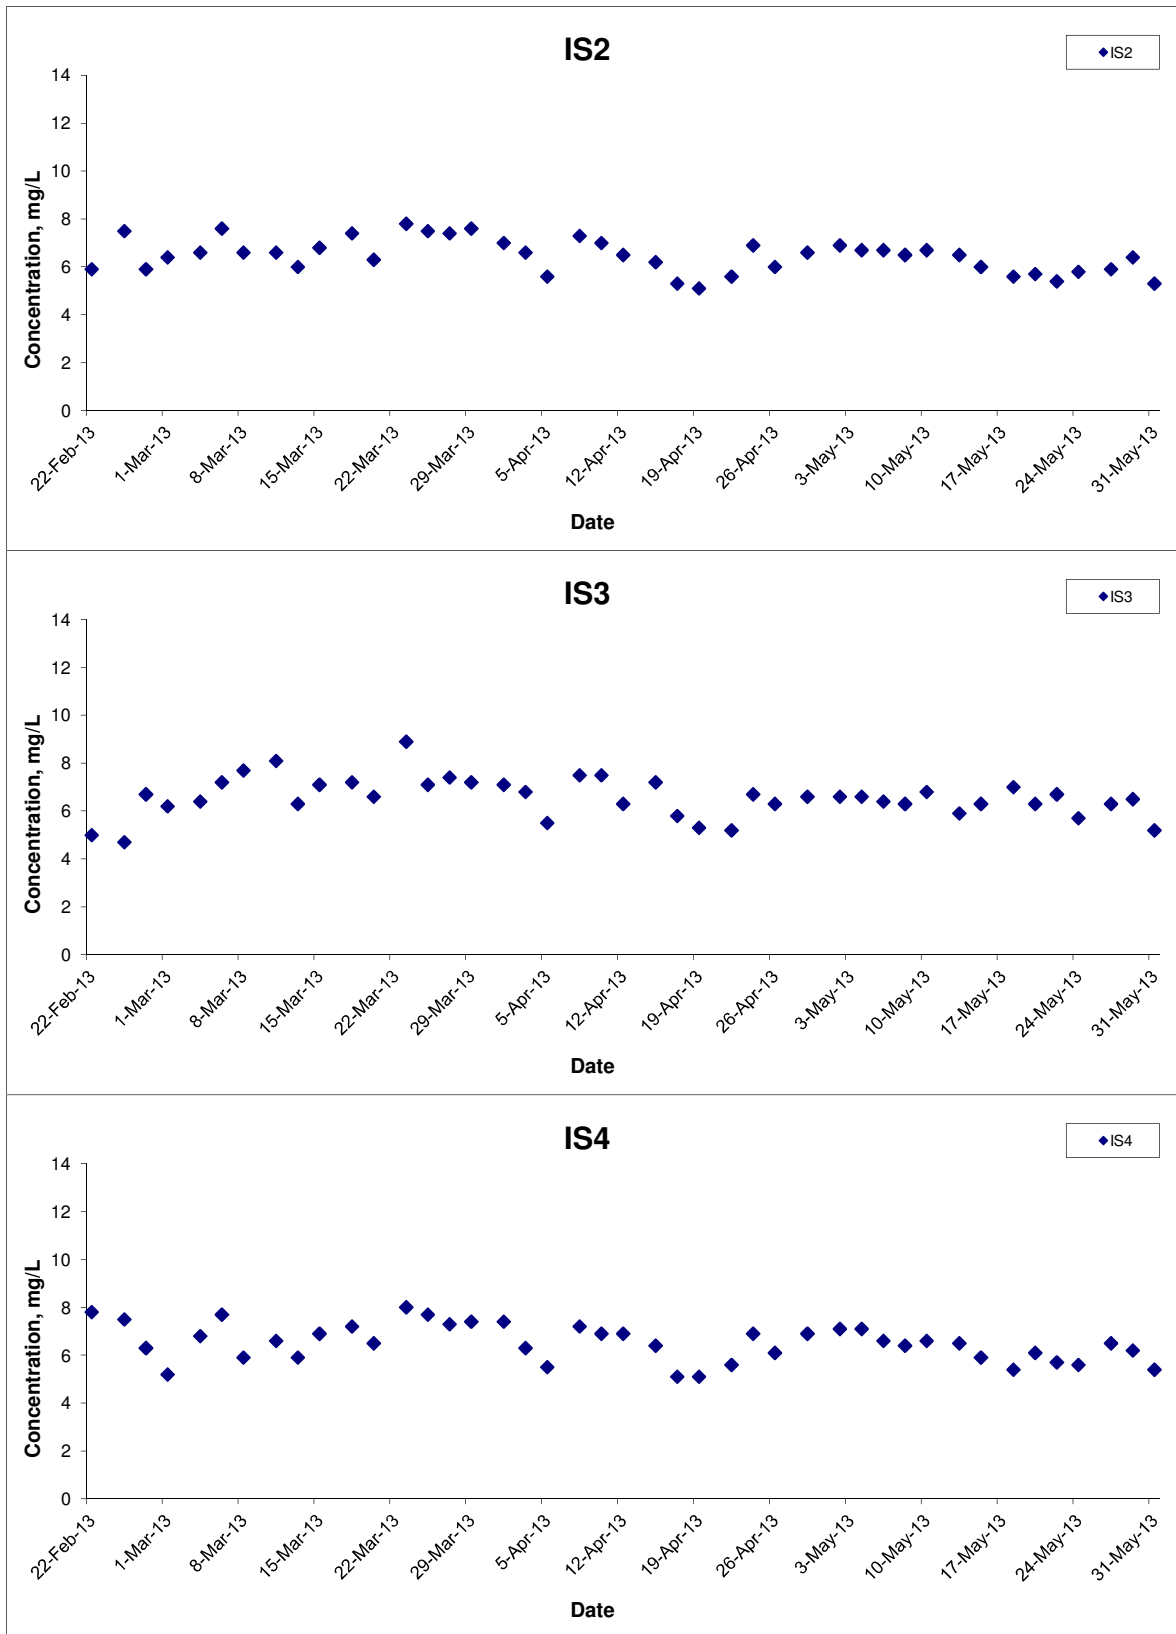 IS2
IS2
Concentration, mg/L
14
12
10
8
6
4
2
0
22-Feb-13
1-Mar-13
8-Mar-13
15-Mar-13
22-Mar-13
29-Mar-13
5-Apr-13
12-Apr-13
19-Apr-13
26-Apr-13
3-May-13
10-May-13
17-May-13
24-May-13
31-May-13
Date
IS3
IS3
Concentration, mg/L
14
12
10
8
6
4
2
0
22-Feb-13
1-Mar-13
8-Mar-13
15-Mar-13
22-Mar-13
29-Mar-13
5-Apr-13
12-Apr-13
19-Apr-13
26-Apr-13
3-May-13
10-May-13
17-May-13
24-May-13
31-May-13
Date
IS4
IS4
Concentration, mg/L
14
12
10
8
6
4
2
0
22-Feb-13
1-Mar-13
8-Mar-13
15-Mar-13
22-Mar-13
29-Mar-13
5-Apr-13
12-Apr-13
19-Apr-13
26-Apr-13
3-May-13
10-May-13
17-May-13
24-May-13
31-May-13
Date